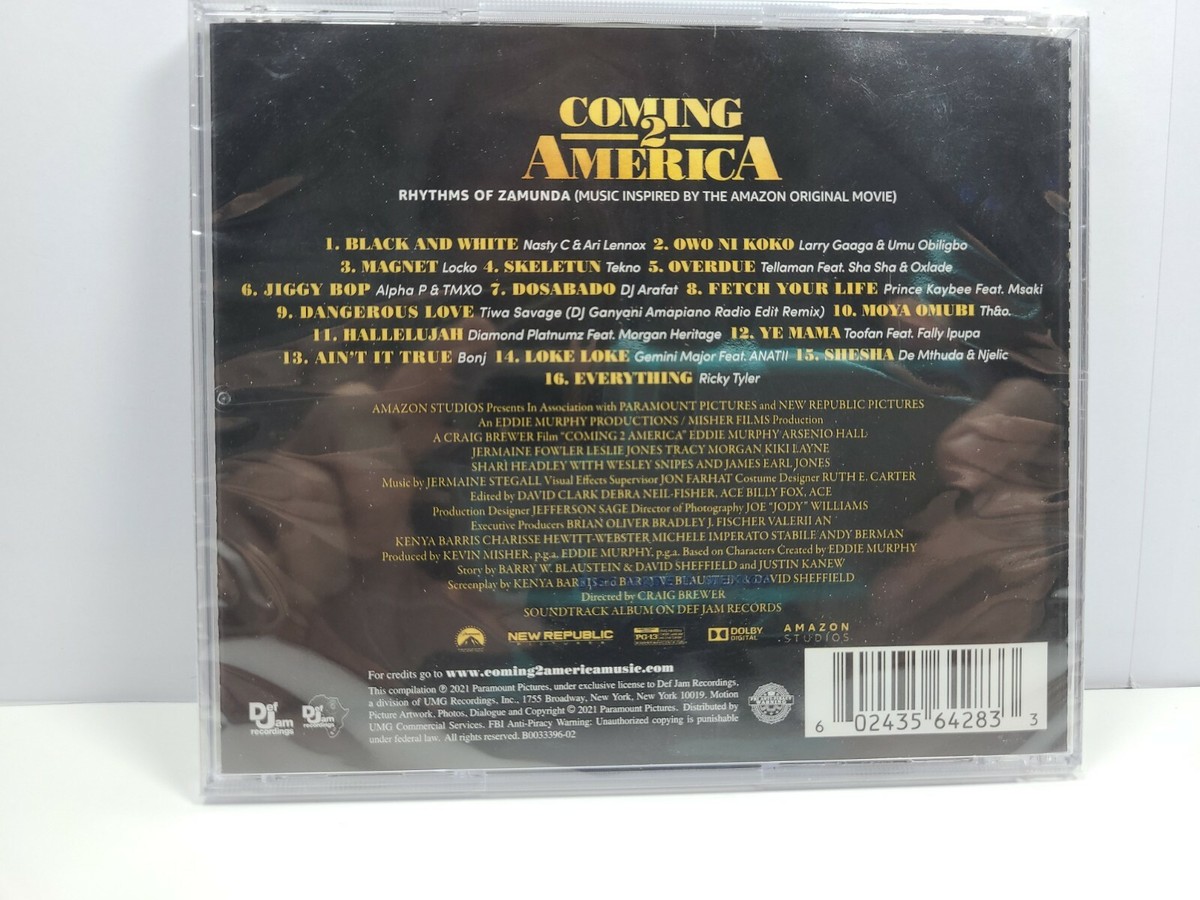 COMING
2
AMERICA
RHYTHMS OF ZAMUNDA (MUSIC INSPIRED BY THE AMAZON ORIGINAL MOVIE)
1. BLACK AND WHITE Nasty C & Ari Lennox 2. OWO NI KOKO Larry Gaaga & Umu Obiligbo
3. MAGNET Locko 4. SKELETUN Tekno 5. OVERDUE Tellaman Feat. Sha Sha & Oxlade
6. JIGGY BOP Alpha P & TMXO 7. DOSABADO DJ Arafat 8. FETCH YOUR LIFE Prince Kaybee Feat. Msaki
9. DANGEROUS LOVE Tiwa Savage (DJ Ganyani Amapiano Radio Edit Remix) 10. MOYA OMUBI Th&o.
11. HALLELUJAH Diamond Platnumz Feat. Morgan Heritage 12. YE MAMA Toofan Feat. Fally Ipupa
13. AIN'T IT TRUE Bonj 14. LOKE LOKE Gemini Major Feat. ANATII 15. SHESHA De Mthuda & Njelic
16. EVERYTHING Ricky Tyler
AMAZON STUDIOS Presents In Association with PARAMOUNT PICTURES and NEW REPUBLIC PICTURES
An EDDIE MURPHY PRODUCTIONS / MISHER FILMS Production
A CRAIG BREWER Film "COMING 2 AMERICA" EDDIE MURPHY ARSENIO HALL
JERMAINE FOWLER LESLIE JONES TRACY MORGAN KIKI LAYNE
SHARI HEADLEY WITH WESLEY SNIPES AND JAMES EARL JONES
Music by JERMAINE STEGALL Visual Effects Supervisor JON FARHAT Costume Designer RUTH E. CARTER
Edited by DAVID CLARK DEBRA NEIL-FISHER, ACE BILLY FOX, ACE
Production Designer JEFFERSON SAGE Director of Photography JOE "JODY" WILLIAMS
Executive Producers BRIAN OLIVER BRADLEY J. FISCHER VALERII AN
KENYA BARRIS CHARISSE HEWITT-WEBSTER MICHELE IMPERATO STABILE ANDY BERMAN
Produced by KEVIN MISHER, p.g.a. EDDIE MURPHY, p.g.a. Based on Characters Created by EDDIE MURPHY
Story by BARRY W. BLAUSTEIN & DAVID SHEFFIELD and JUSTIN KANEW
Screenplay by KENYA BARRIS and BARRY W. BLAUSTEIN & DAVID SHEFFIELD
Directed by CRAIG BREWER
SOUNDTRACK ALBUM ON DEF JAM RECORDS
NEW REPUBLIC
PICTURES
PG-13
DOLBY
DIGITAL
AMAZON
STUDIOS
For credits go to www.coming2americamusic.com
This compilation ℗ 2021 Paramount Pictures, under exclusive license to Def Jam Recordings,
a division of UMG Recordings, Inc., 1755 Broadway, New York, New York 10019. Motion
Picture Artwork, Photos, Dialogue and Copyright © 2021 Paramount Pictures. Distributed by
UMG Commercial Services. FBI Anti-Piracy Warning: Unauthorized copying is punishable
under federal law. All rights reserved. B0033396-02
Def
Jam
recordings
Def
Jam
FBI ANTI-PIRACY
WARNING
6 02435 64283 3